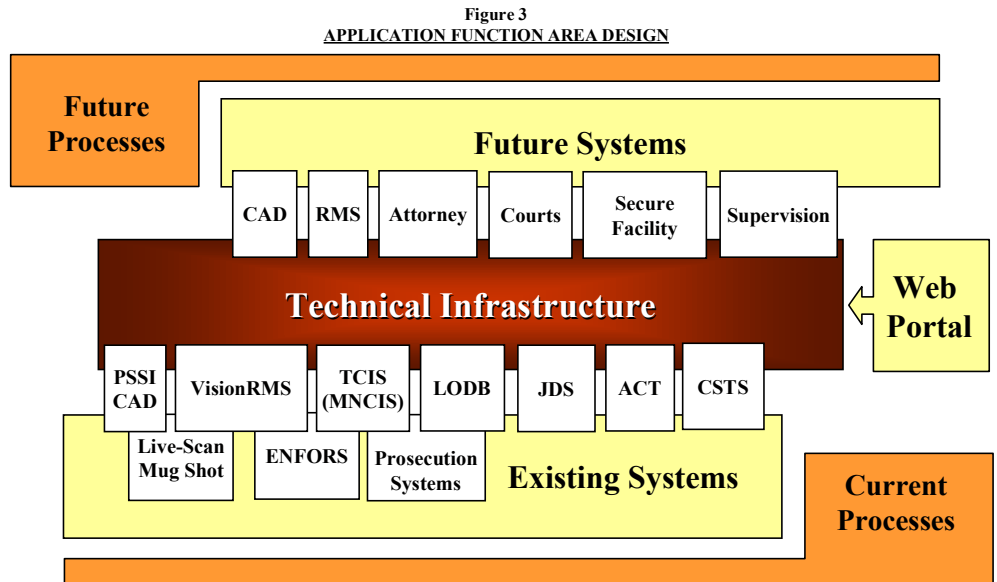 Figure 3
APPLICATION FUNCTION AREA DESIGN
Future
Processes
Future Systems
CAD
RMS
Attorney
Courts
Secure
Facility
Supervision
Technical Infrastructure
Web
Portal
PSSI
CAD
VisionRMS
TCIS
(MNCIS)
LODB
JDS
ACT
CSTS
Live-Scan
Mug Shot
ENFORS
Prosecution
Systems
Existing Systems
Current
Processes